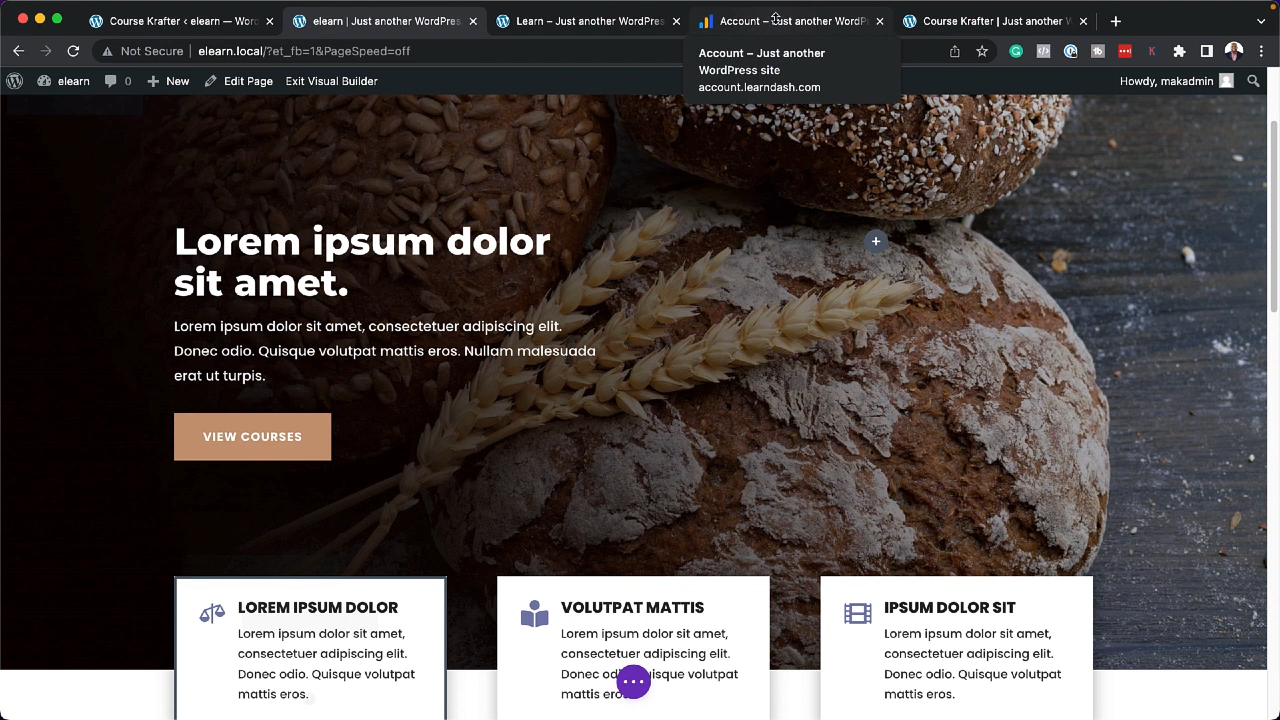 Course Krafter ‹ elearn — Wor
elearn | Just another WordPres
Learn – Just another WordPres
Account – Just another WordP
Course Krafter | Just another W
Not Secure
elearn.local/?et_fb=1&PageSpeed=off
Account – Just another
WordPress site
account.learndash.com
elearn
0
New
Edit Page
Exit Visual Builder
Howdy, makadmin
Lorem ipsum dolor
sit amet.
Lorem ipsum dolor sit amet, consectetuer adipiscing elit.
Donec odio. Quisque volutpat mattis eros. Nullam malesuada
erat ut turpis.
VIEW COURSES
LOREM IPSUM DOLOR
Lorem ipsum dolor sit amet,
consectetuer adipiscing elit.
Donec odio. Quisque volutpat
mattis eros.
VOLUTPAT MATTIS
Lorem ipsum dolor sit amet,
consectetuer adipiscing elit.
Donec uisque volutpat
mattis
IPSUM DOLOR SIT
Lorem ipsum dolor sit amet,
consectetuer adipiscing elit.
Donec odio. Quisque volutpat
mattis eros.